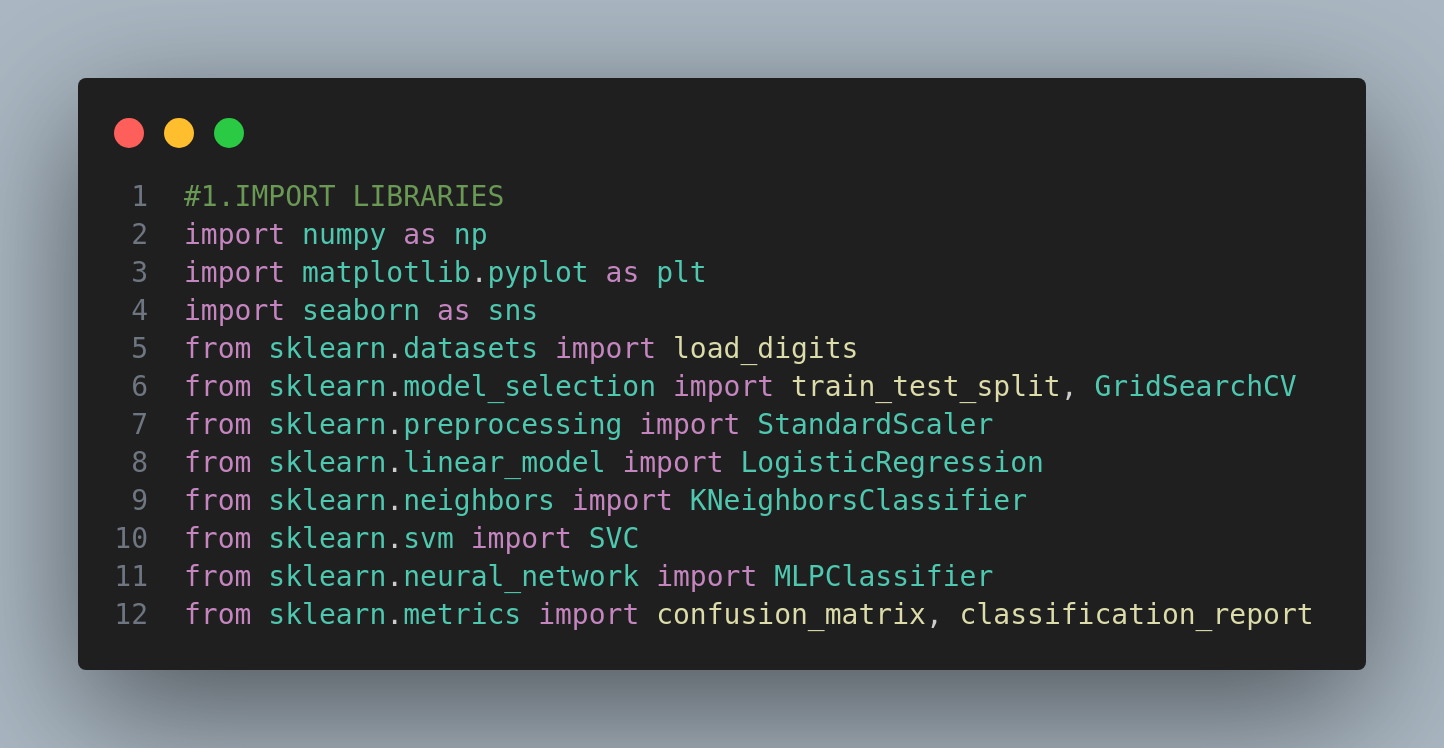 1 #1.IMPORT LIBRARIES
2 import numpy as np
3 import matplotlib.pyplot as plt
4 import seaborn as sns
5 from sklearn.datasets import load_digits
6 from sklearn.model_selection import train_test_split, GridSearchCV
7 from sklearn.preprocessing import StandardScaler
8 from sklearn.linear_model import LogisticRegression
9 from sklearn.neighbors import KNeighborsClassifier
10 from sklearn.svm import SVC
11 from sklearn.neural_network import MLPClassifier
12 from sklearn.metrics import confusion_matrix, classification_report